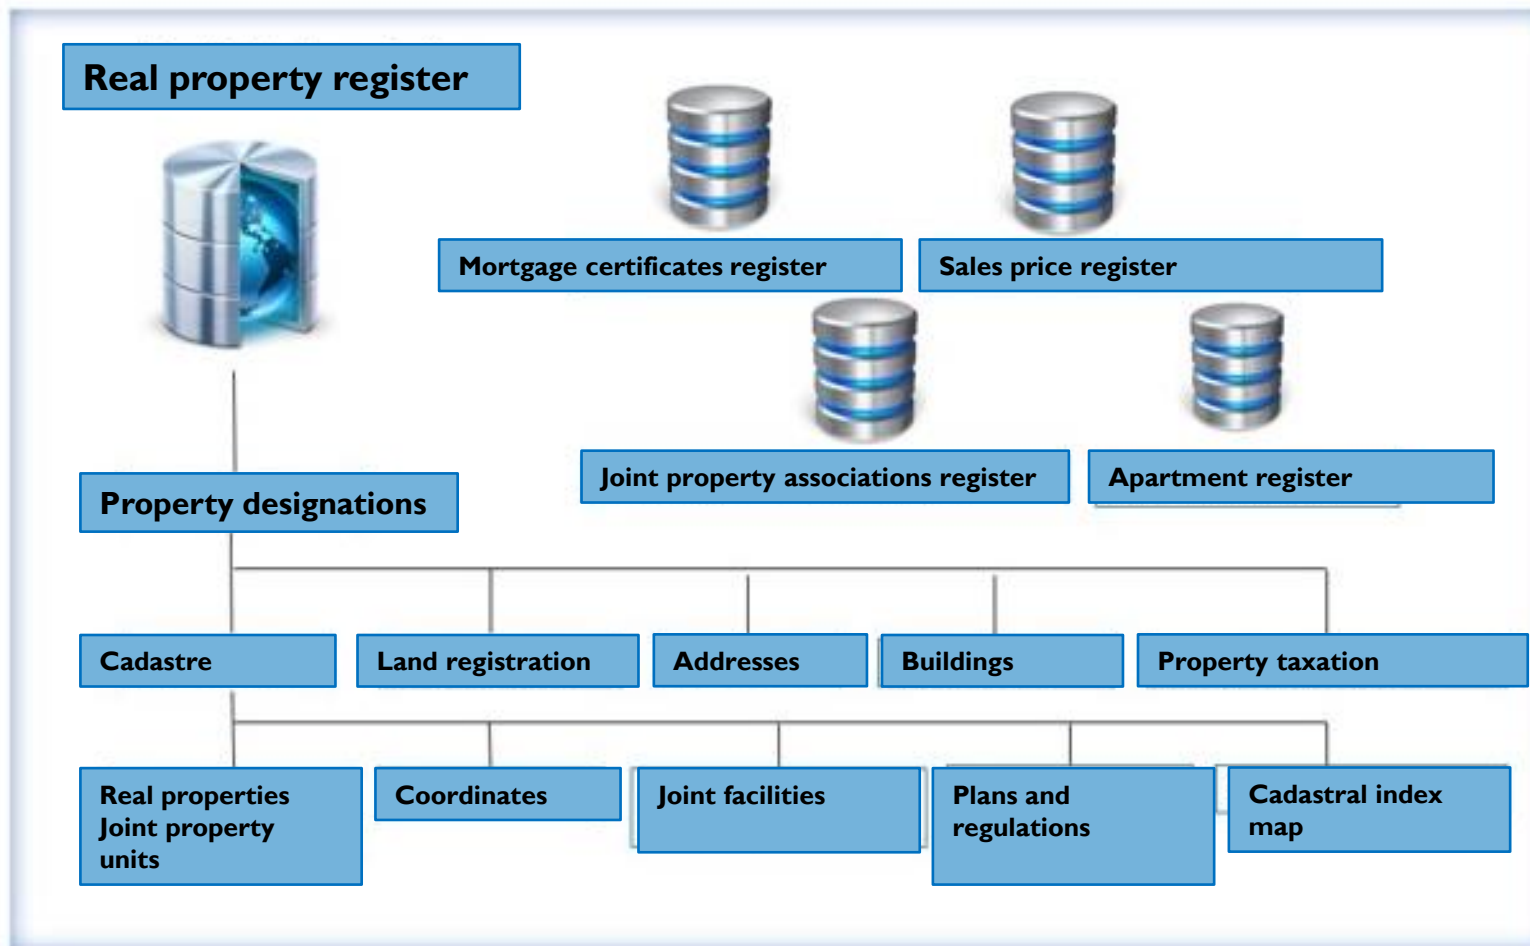 Real property register
Mortgage certificates register
Sales price register
Joint property associations register
Apartment register
Property designations
Cadastre
Land registration
Addresses
Buildings
Property taxation
Real properties
Joint property
units
Coordinates
Joint facilities
Plans and
regulations
Cadastral index
map